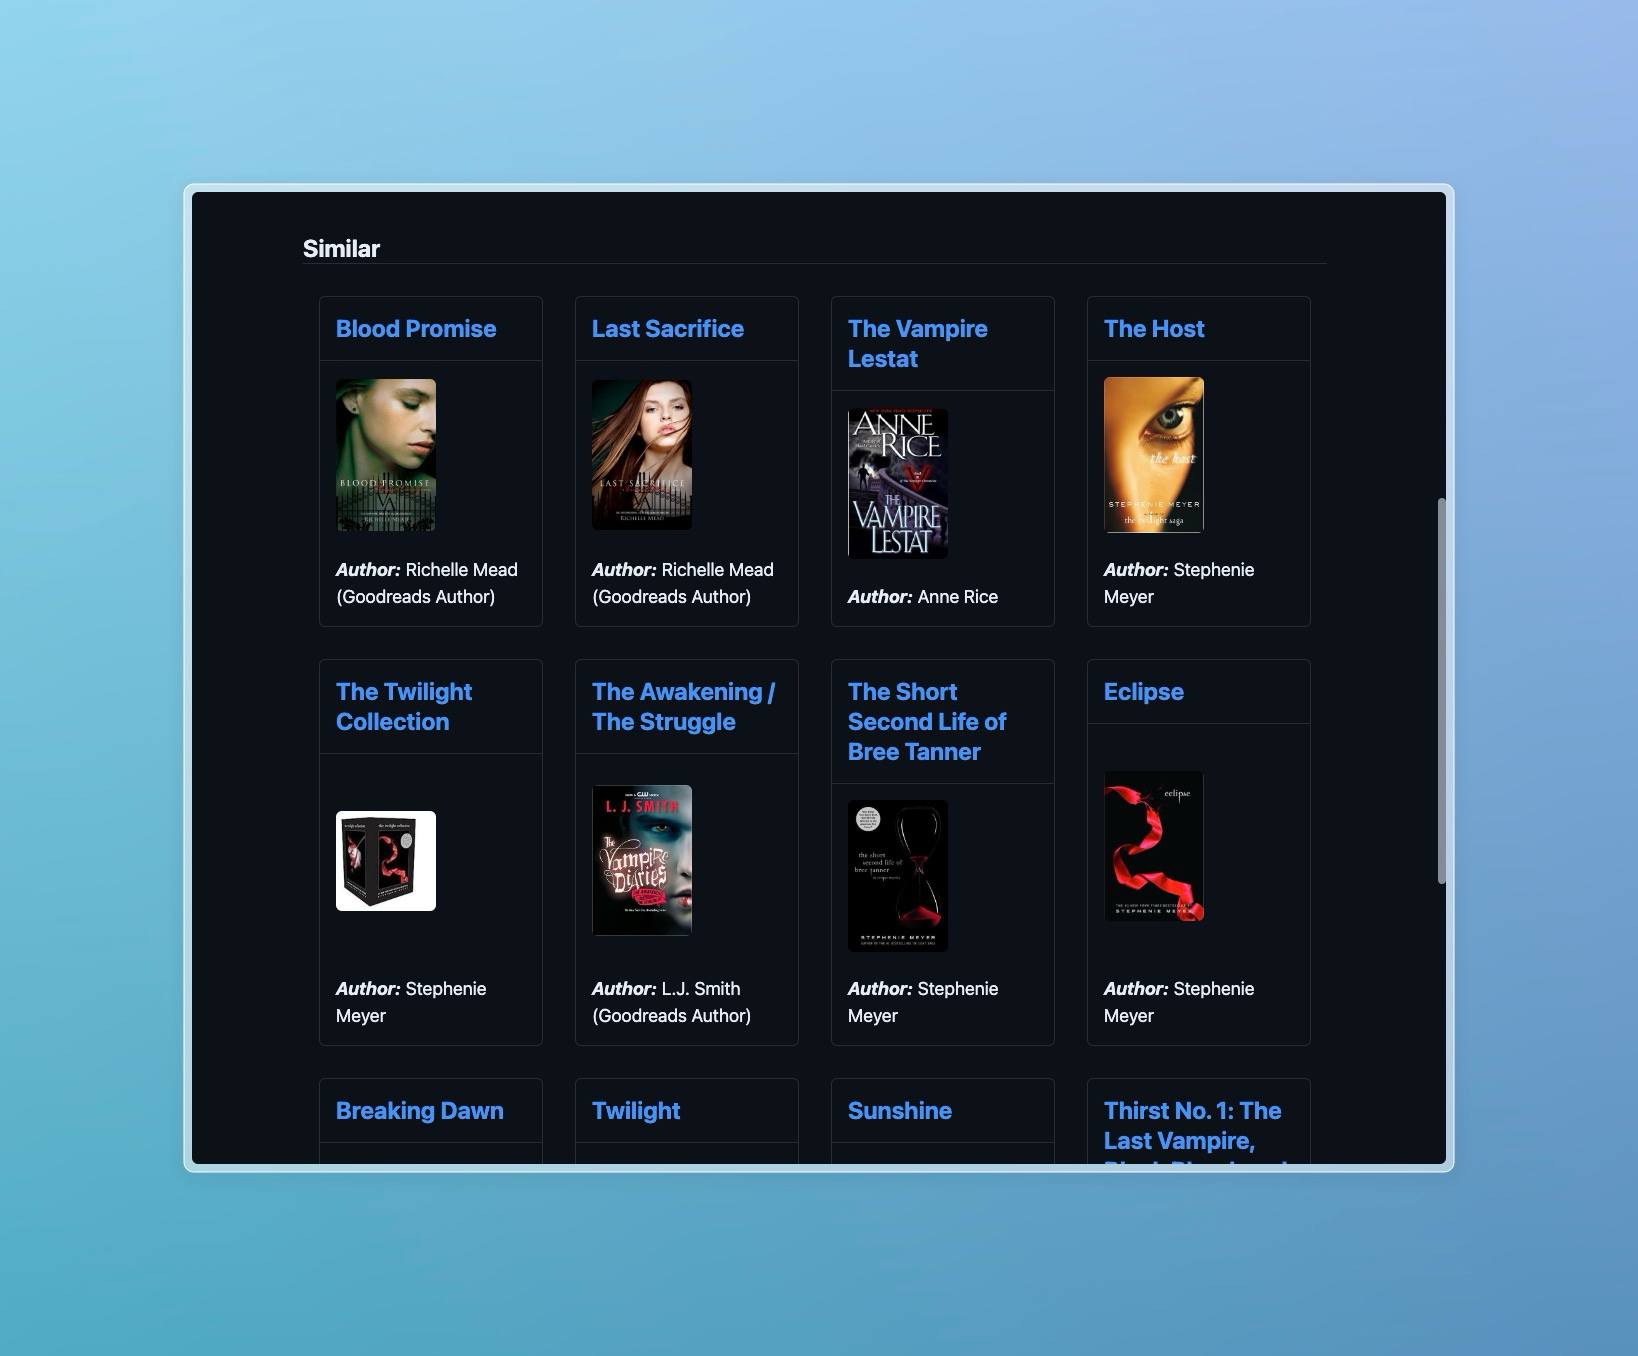 Similar
Blood Promise
BLOOD PROMISE
RICHELLE MEAD
Author: Richelle Mead
(Goodreads Author)
Last Sacrifice
LAST SACRIFICE
RICHELLE MEAD
Author: Richelle Mead
(Goodreads Author)
The Vampire
Lestat
ANNE
RICE
THE
VAMPIRE
LESTAT
Author: Anne Rice
The Host
the host
STEPHENIE MEYER
the twilight saga
Author: Stephenie
Meyer
The Twilight
Collection
Author: Stephenie
Meyer
The Awakening /
The Struggle
L. J. SMITH
The
Vampire
Diaries
Author: L.J. Smith
(Goodreads Author)
The Short
Second Life of
Bree Tanner
the short
second life of
bree tanner
STEPHENIE MEYER
Author: Stephenie
Meyer
Eclipse
eclipse
STEPHENIE MEYER
Author: Stephenie
Meyer
Breaking Dawn
Twilight
Sunshine
Thirst No. 1: The
Last Vampire,